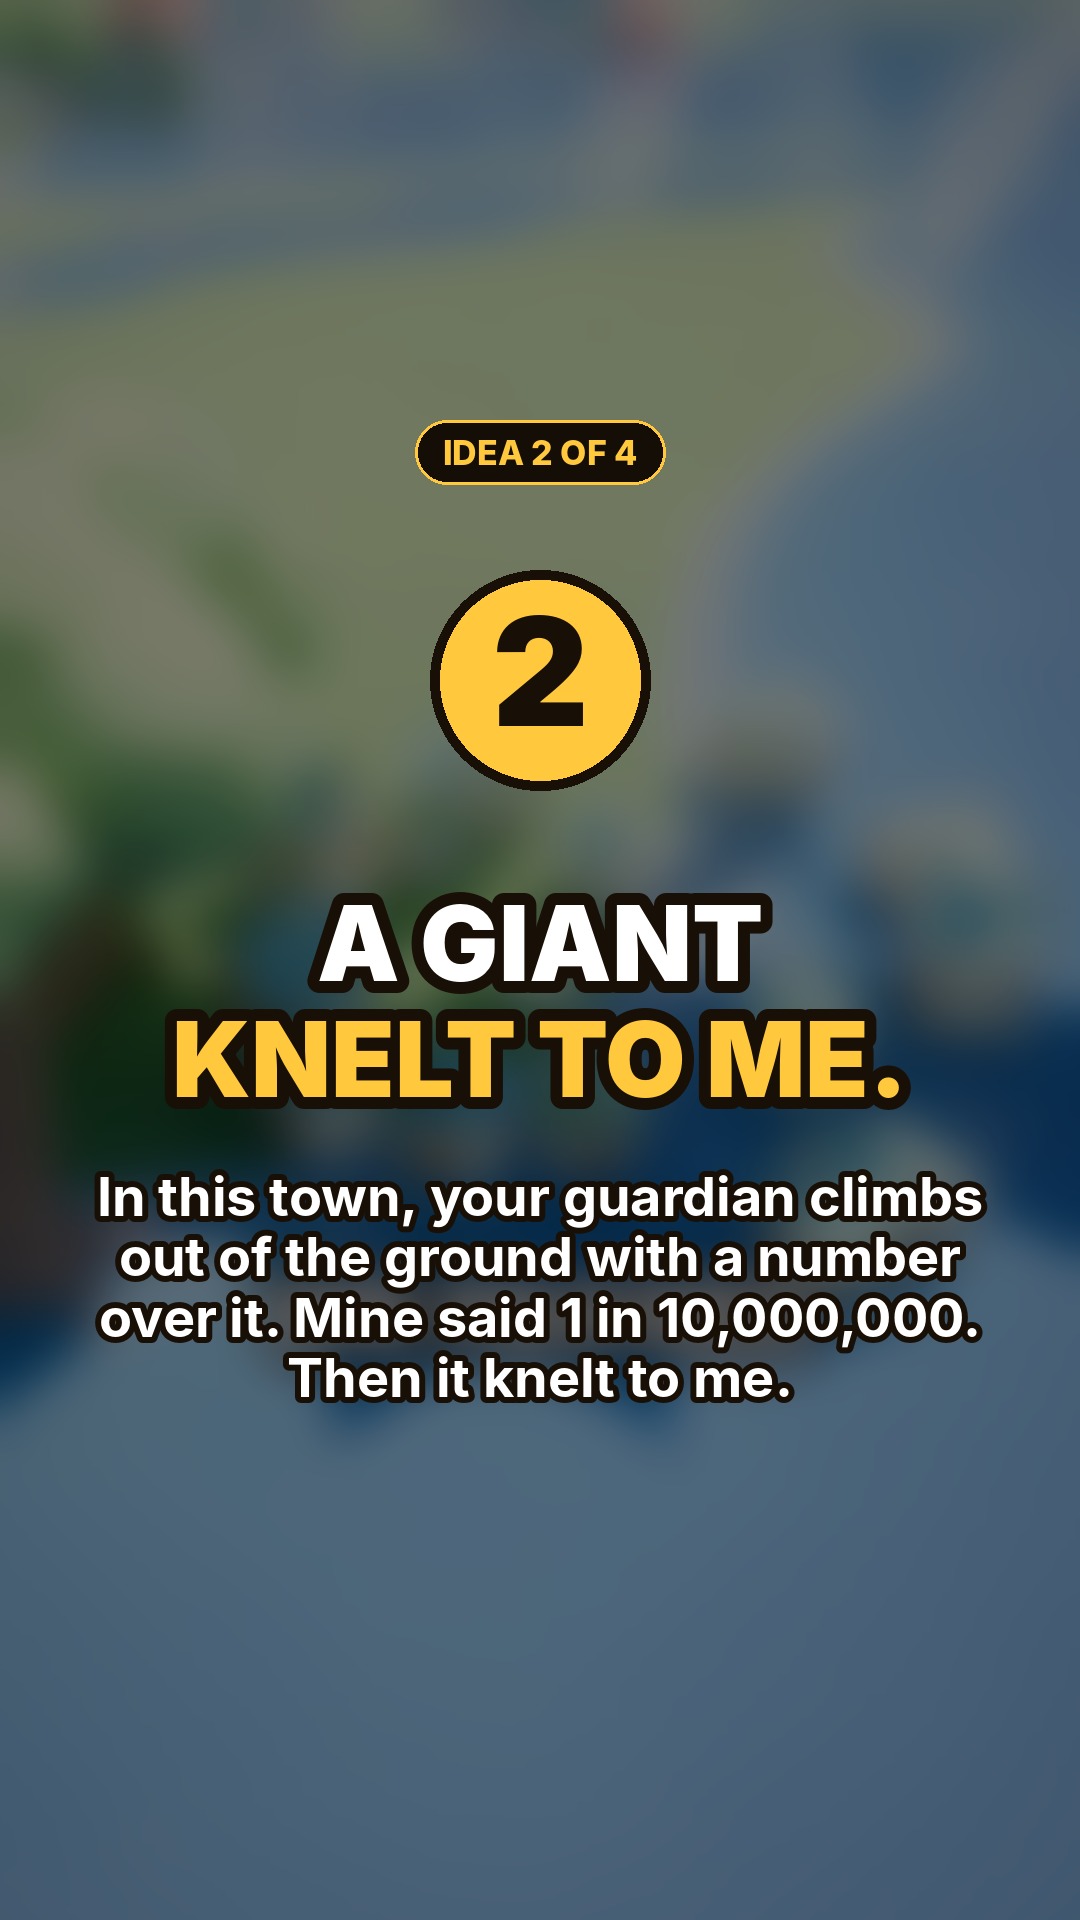 IDEA 2 OF 4
2
A GIANT
KNELT TO ME.
In this town, your guardian climbs
out of the ground with a number
over it. Mine said 1 in 10,000,000.
Then it knelt to me.